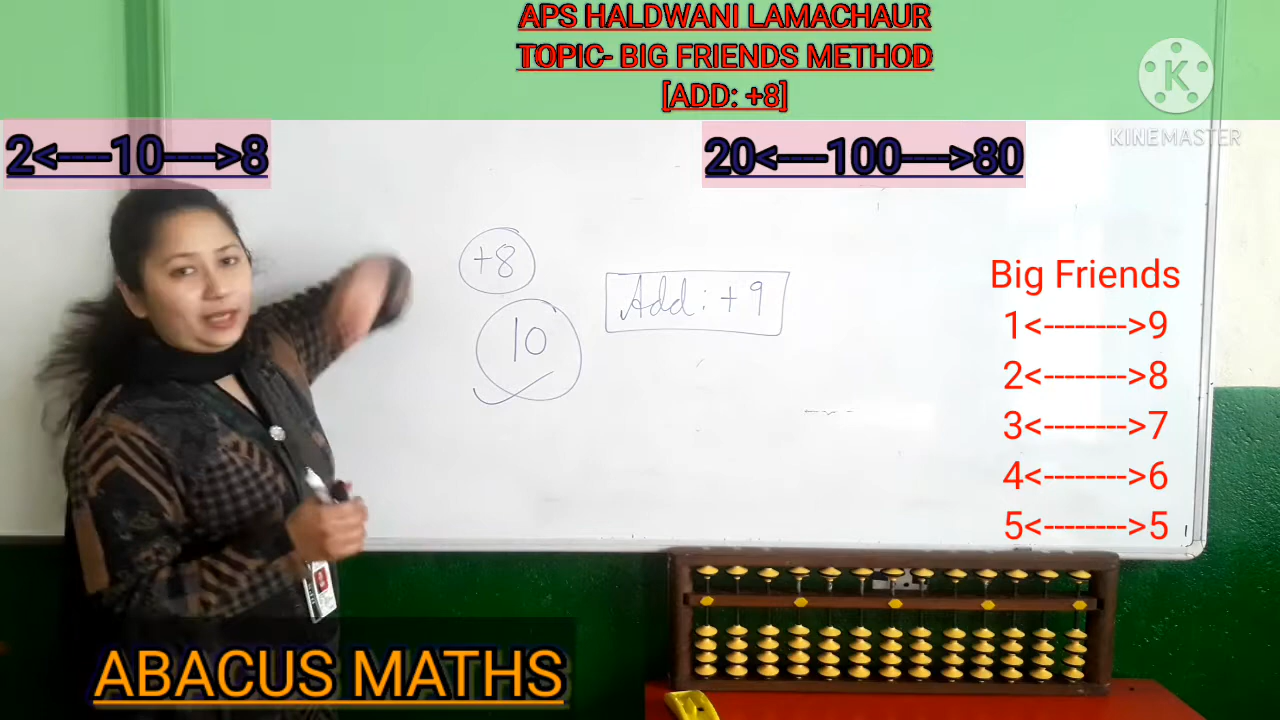 APS HALDWANI LAMACHAUR
TOPIC- BIG FRIENDS METHOD
[ADD: +8]
K
KINEMASTER
2<----10---->8
20<----100---->80
+8
10
Add: +9
Big Friends
1<-------->9
2<-------->8
3<-------->7
4<-------->6
5<-------->5
ABACUS MATHS